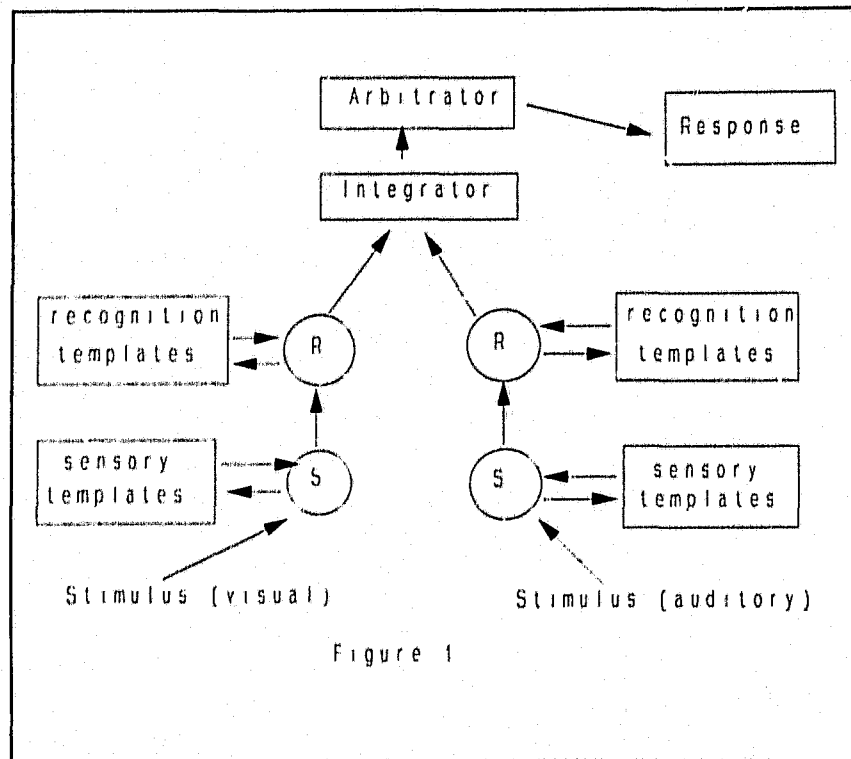 Arbitrator
Response
Integrator
recognition
templates
R
R
recognition
templates
sensory
templates
S
S
sensory
templates
Stimulus (visual)
Stimulus (auditory)
Figure 1